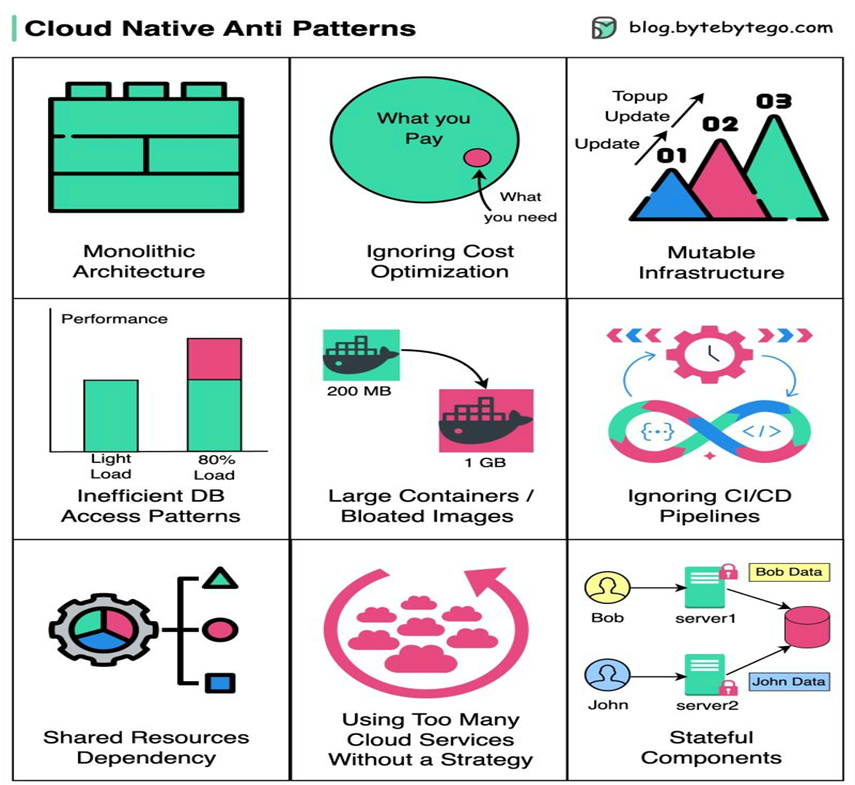 Cloud Native Anti Patterns
blog.bytebytego.com
What you
Pay
What
you need
Topup
Update
Update
01
02
03
Monolithic
Architecture
Ignoring Cost
Optimization
Mutable
Infrastructure
Performance
Light
Load
80%
Load
200 MB
1 GB
{...}
</>
Inefficient DB
Access Patterns
Large Containers /
Bloated Images
Ignoring CI/CD
Pipelines
Bob
server1
Bob Data
John
server2
John Data
Shared Resources
Dependency
Using Too Many
Cloud Services
Without a Strategy
Stateful
Components